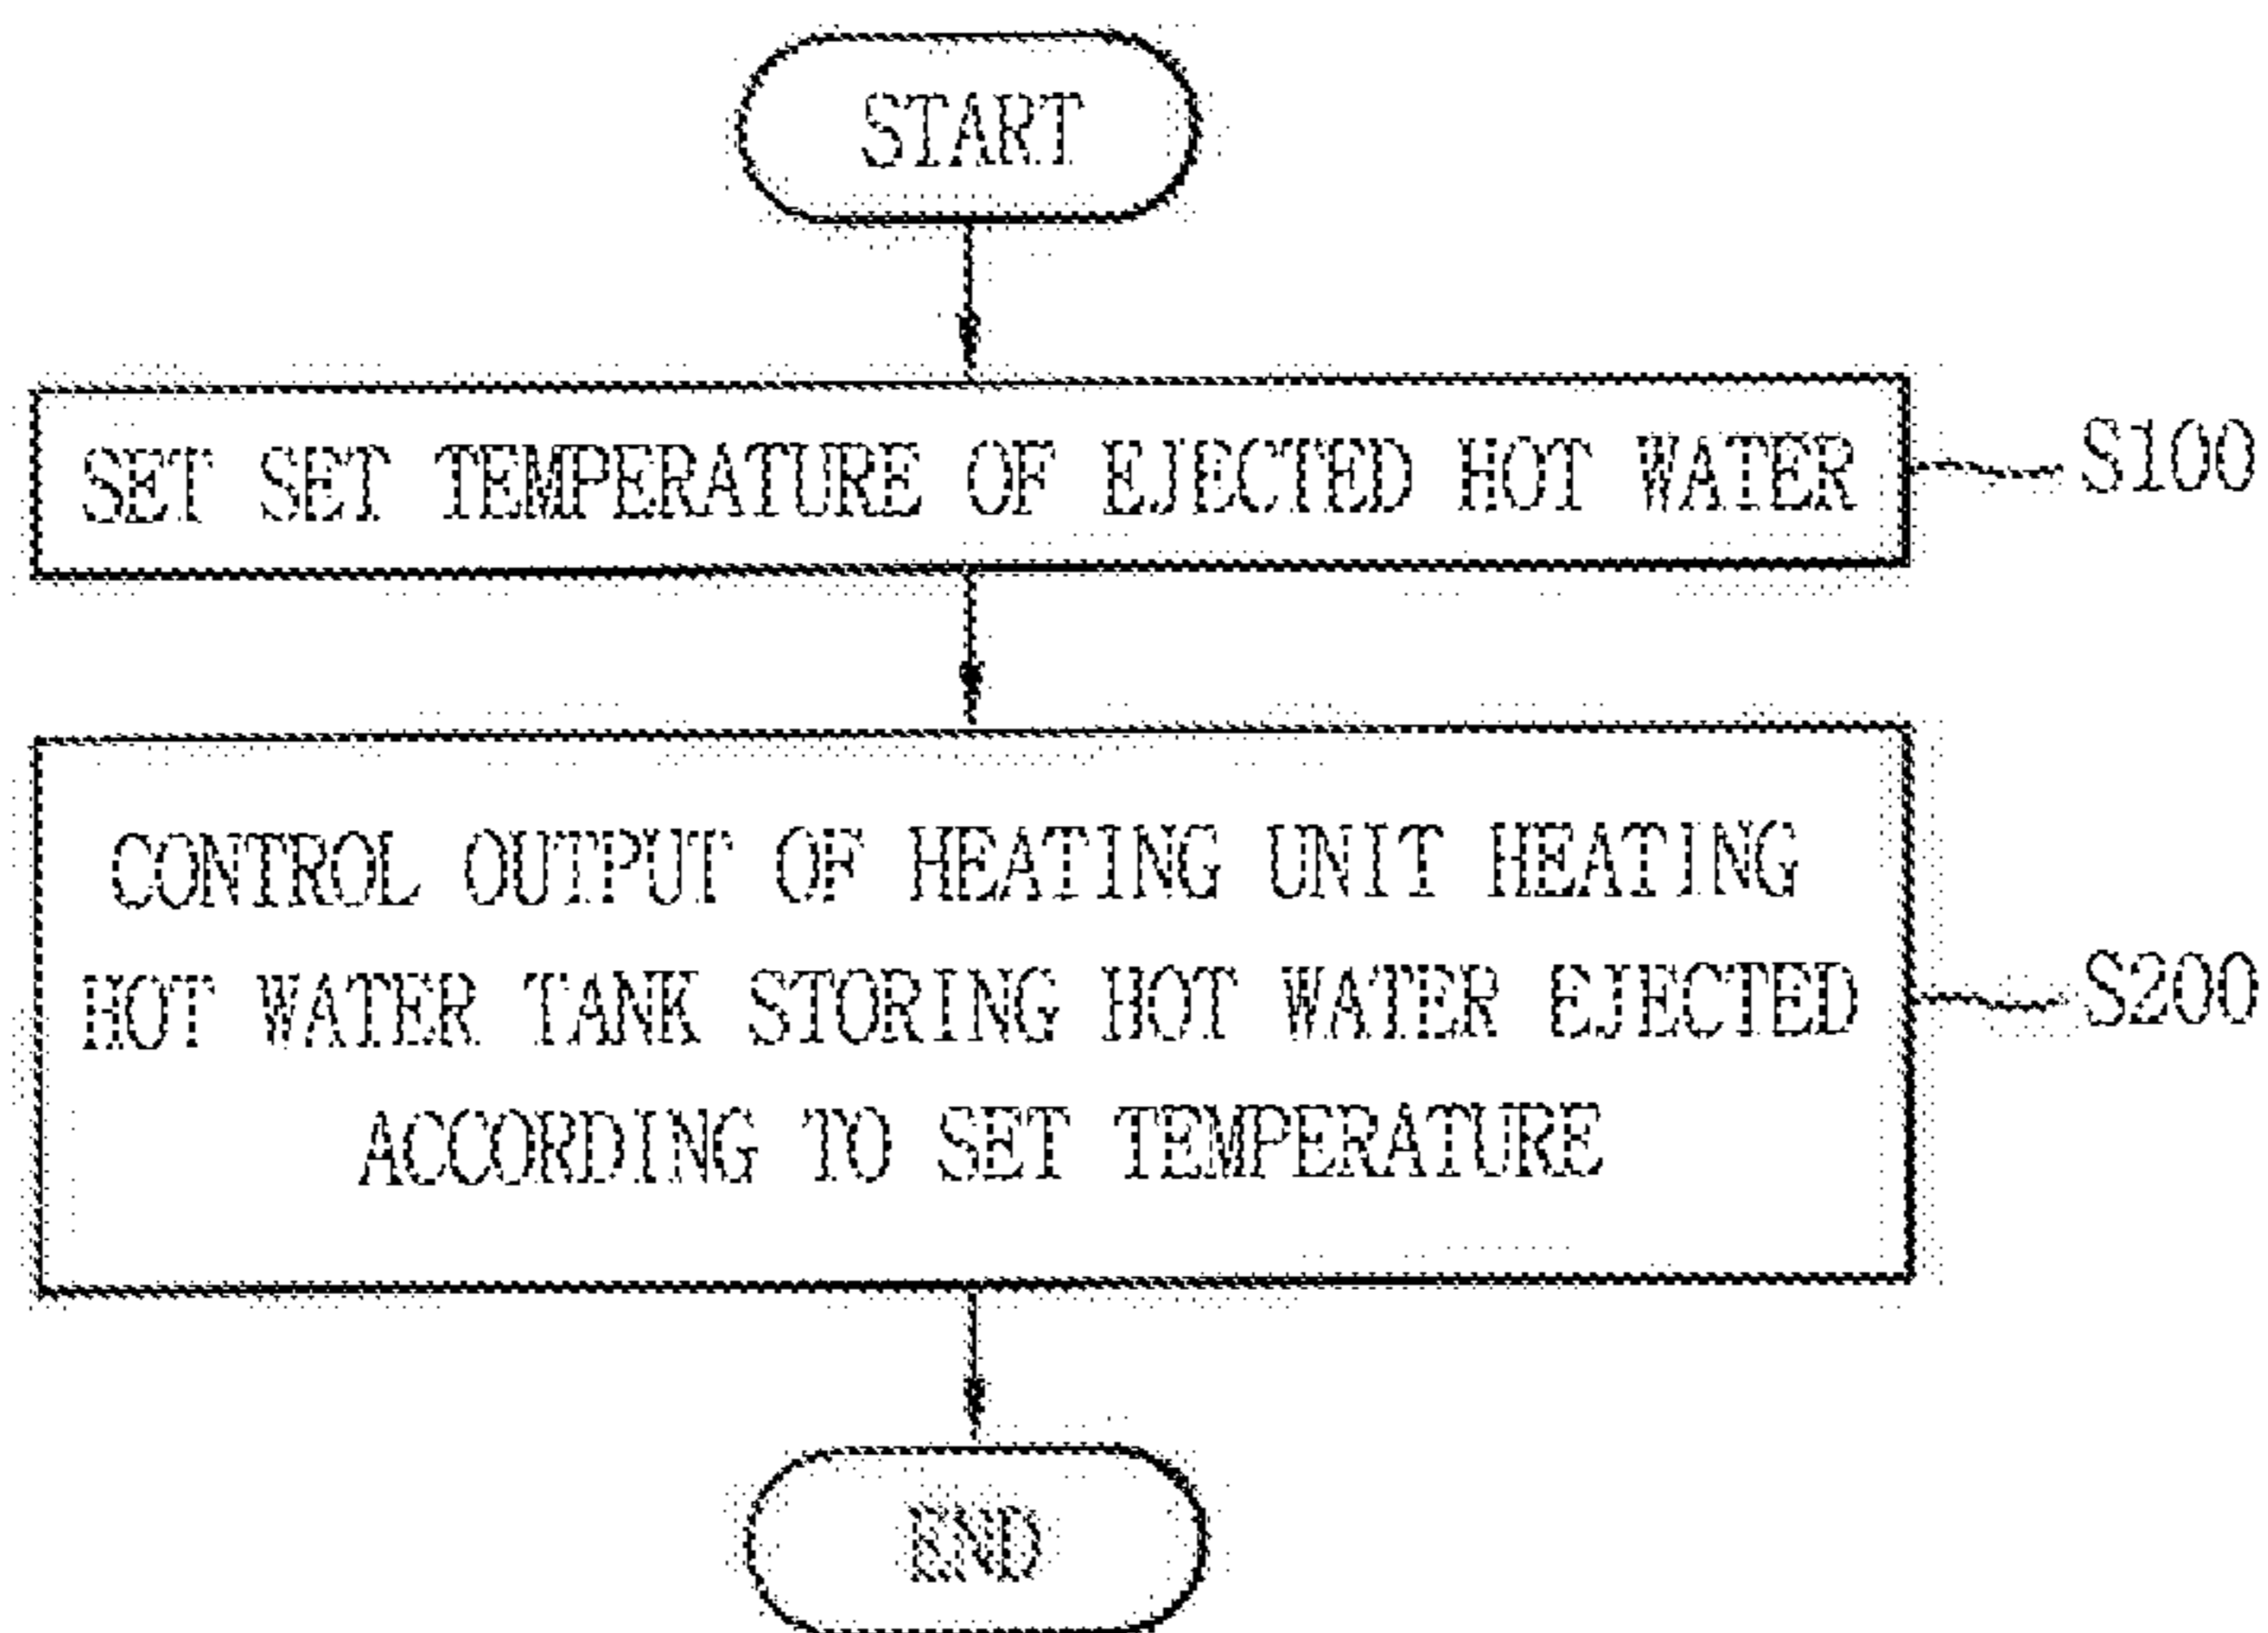 START
SET SET TEMPERATURE OF EJECTED HOT WATER
S100
CONTROL OUTPUT OF HEATING UNIT HEATING
HOT WATER TANK STORING HOT WATER EJECTED
ACCORDING TO SET TEMPERATURE
S200
END